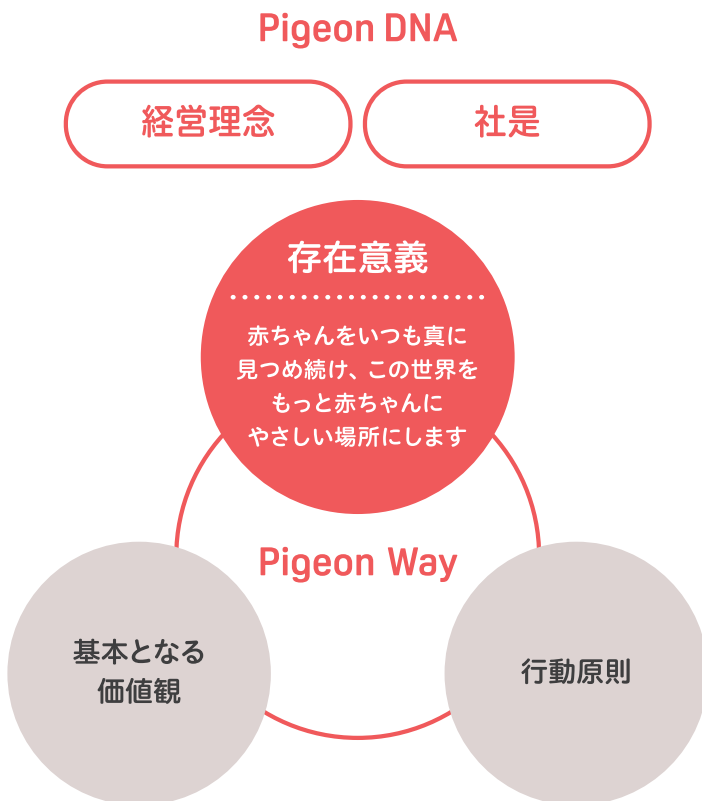 Pigeon DNA
経営理念
社是
存在意義
赤ちゃんをいつも真に
見つめ続け、この世界を
もっと赤ちゃんに
やさしい場所にします
Pigeon Way
基本となる
価値観
行動原則